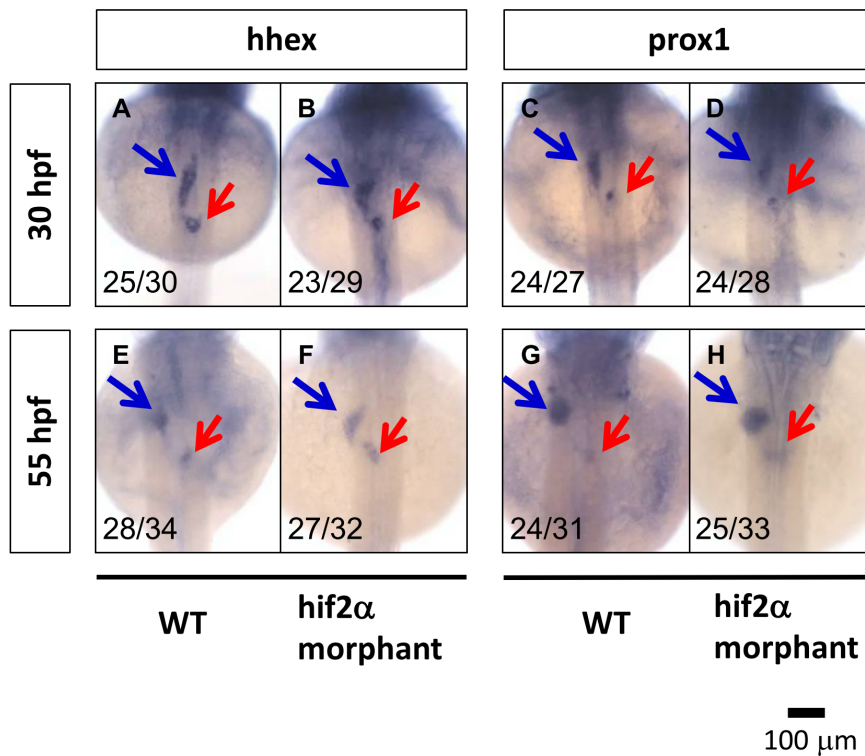 hhex
prox1
30 hpf
A
B
C
D
25/30
23/29
24/27
24/28
55 hpf
E
F
G
H
28/34
27/32
24/31
25/33
WT
hif2α
morphant
WT
hif2α
morphant
100 μm